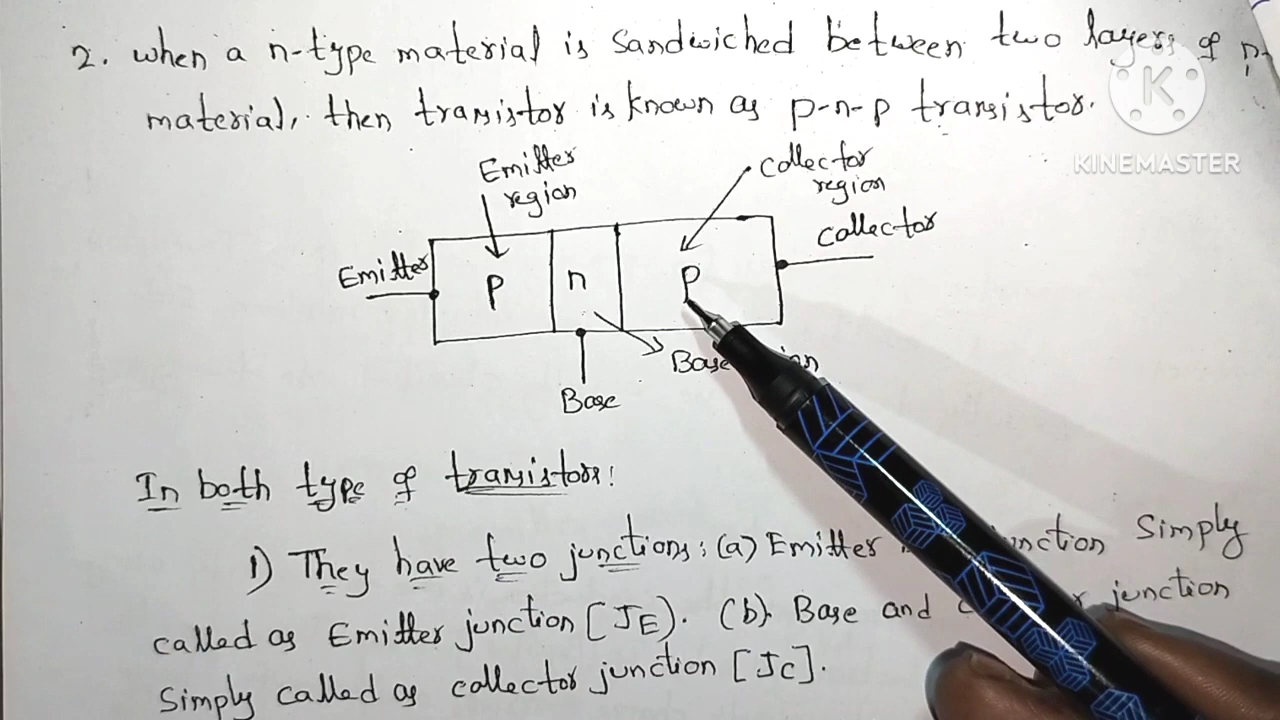 2. when a n-type material is sandwiched between two layers of p-
material, then transistor is known as p-n-p transistor.
K
KINEMASTER
Emitter
region
collector
region
collector
Emitter
P
n
P
Base
Base
In both type of transistors:
1) They have two junctions: (a) Emitter junction simply
called as Emitter junction [JE). (b). Base and junction
simply called as collector junction [Jc].